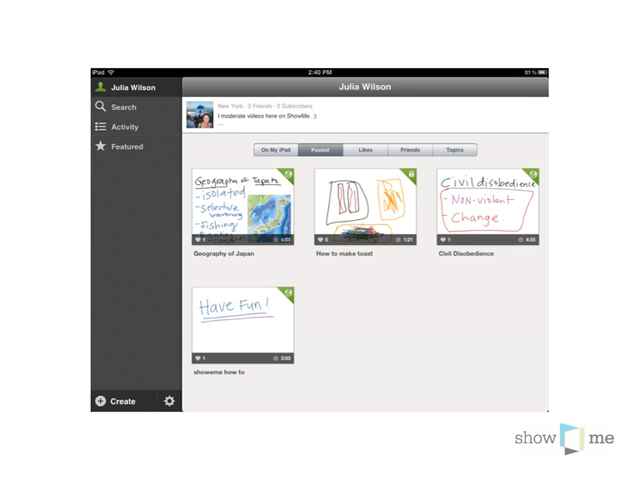 iPad 2:40 PM 81%
Julia Wilson
Julia Wilson
Search
Activity
Featured
New York · 3 Friends · 2 Subscribers
I moderate videos here on ShowMe. :)
On My iPad Posted Likes Friends Topics
Geography of Japan
- isolated
- Selective
- Fishing
1 4:03
Geography of Japan
0 1:21
How to make toast
Civil disobedience
- Non-violent
- Change
1 4:35
Civil Disobedience
Have Fun!
1 3:53
showeme how to
Create
show me